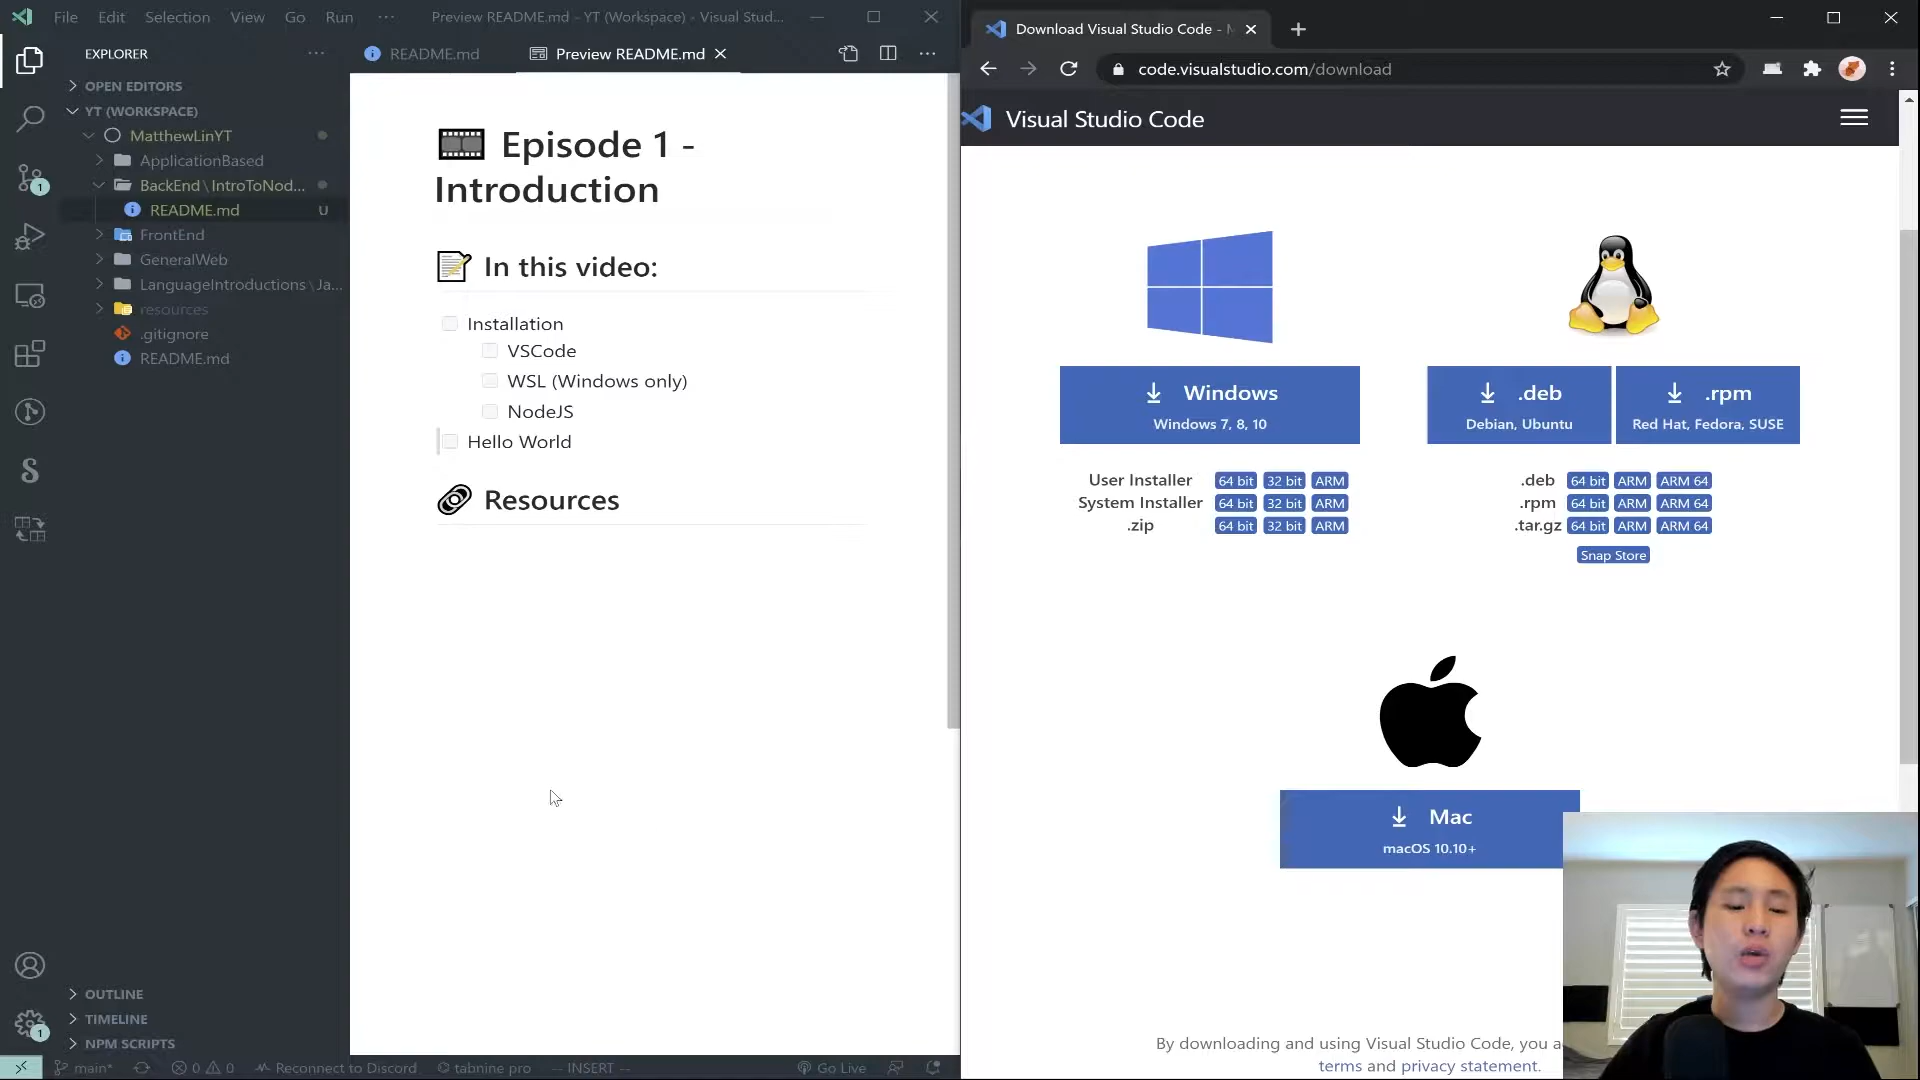 File Edit Selection View Go Run ···
Preview README.md - YT (Workspace) - Visual Stud...
EXPLORER
OPEN EDITORS
YT (WORKSPACE)
MatthewLinYT
ApplicationBased
BackEnd \ IntroToNod...
README.md U
FrontEnd
GeneralWeb
LanguageIntroductions \ Ja...
resources
.gitignore
README.md
1
OUTLINE
TIMELINE
NPM SCRIPTS
1
README.md
Preview README.md
Episode 1 -
Introduction
In this video:
Installation
VSCode
WSL (Windows only)
NodeJS
Hello World
Resources
main* 0 0 Reconnect to Discord tabnine pro -- INSERT -- Go Live
Download Visual Studio Code - M
code.visualstudio.com/download
Visual Studio Code
Windows
Windows 7, 8, 10
User Installer 64 bit 32 bit ARM
System Installer 64 bit 32 bit ARM
.zip 64 bit 32 bit ARM
.deb
Debian, Ubuntu
.rpm
Red Hat, Fedora, SUSE
.deb 64 bit ARM ARM 64
.rpm 64 bit ARM ARM 64
.tar.gz 64 bit ARM ARM 64
Snap Store
Mac
macOS 10.10+
By downloading and using Visual Studio Code, you a
terms and privacy statement.